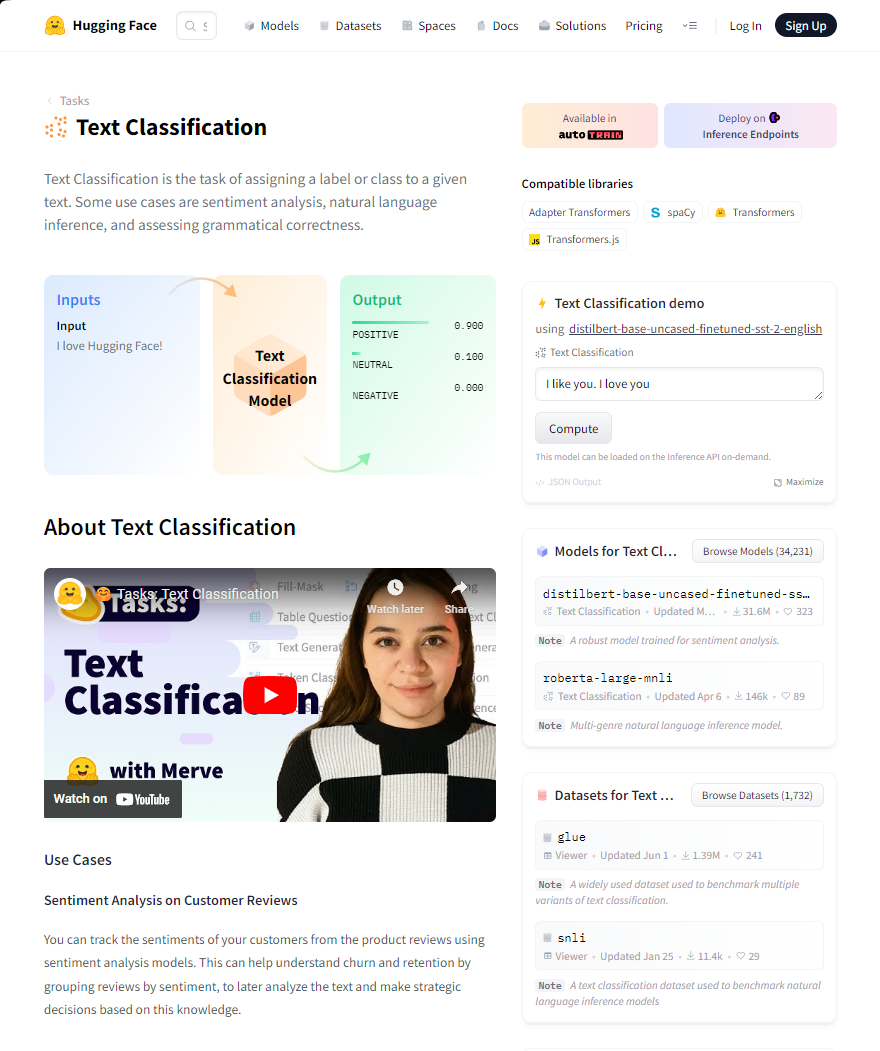 Hugging Face
Models
Datasets
Spaces
Docs
Solutions
Pricing
Log In
Sign Up
Tasks
Text Classification
Text Classification is the task of assigning a label or class to a given
text. Some use cases are sentiment analysis, natural language
inference, and assessing grammatical correctness.
Inputs
Input
I love Hugging Face!
Text
Classification
Model
Output
POSITIVE 0.900
NEUTRAL 0.100
NEGATIVE 0.000
About Text Classification
Tasks: Text Classification
Tasks:
Text
Classification
with Merve
Fill-Mask
Watch later
Share
Watch on YouTube
Use Cases
Sentiment Analysis on Customer Reviews
You can track the sentiments of your customers from the product reviews using
sentiment analysis models. This can help understand churn and retention by
grouping reviews by sentiment, to later analyze the text and make strategic
decisions based on this knowledge.
Available in
auto TRAIN
Deploy on
Inference Endpoints
Compatible libraries
Adapter Transformers
spaCy
Transformers
JS Transformers.js
Text Classification demo
using distilbert-base-uncased-finetuned-sst-2-english
Text Classification
I like you. I love you
Compute
This model can be loaded on the Inference API on-demand.
JSON Output
Maximize
Models for Text Cl...
Browse Models (34,231)
distilbert-base-uncased-finetuned-ss...
Text Classification • Updated M... • 31.6M • 323
Note A robust model trained for sentiment analysis.
roberta-large-mnli
Text Classification • Updated Apr 6 • 146k • 89
Note Multi-genre natural language inference model.
Datasets for Text ...
Browse Datasets (1,732)
glue
Viewer • Updated Jun 1 • 1.39M • 241
Note A widely used dataset used to benchmark multiple
variants of text classification.
snli
Viewer • Updated Jan 25 • 11.4k • 29
Note A text classification dataset used to benchmark natural
language inference models